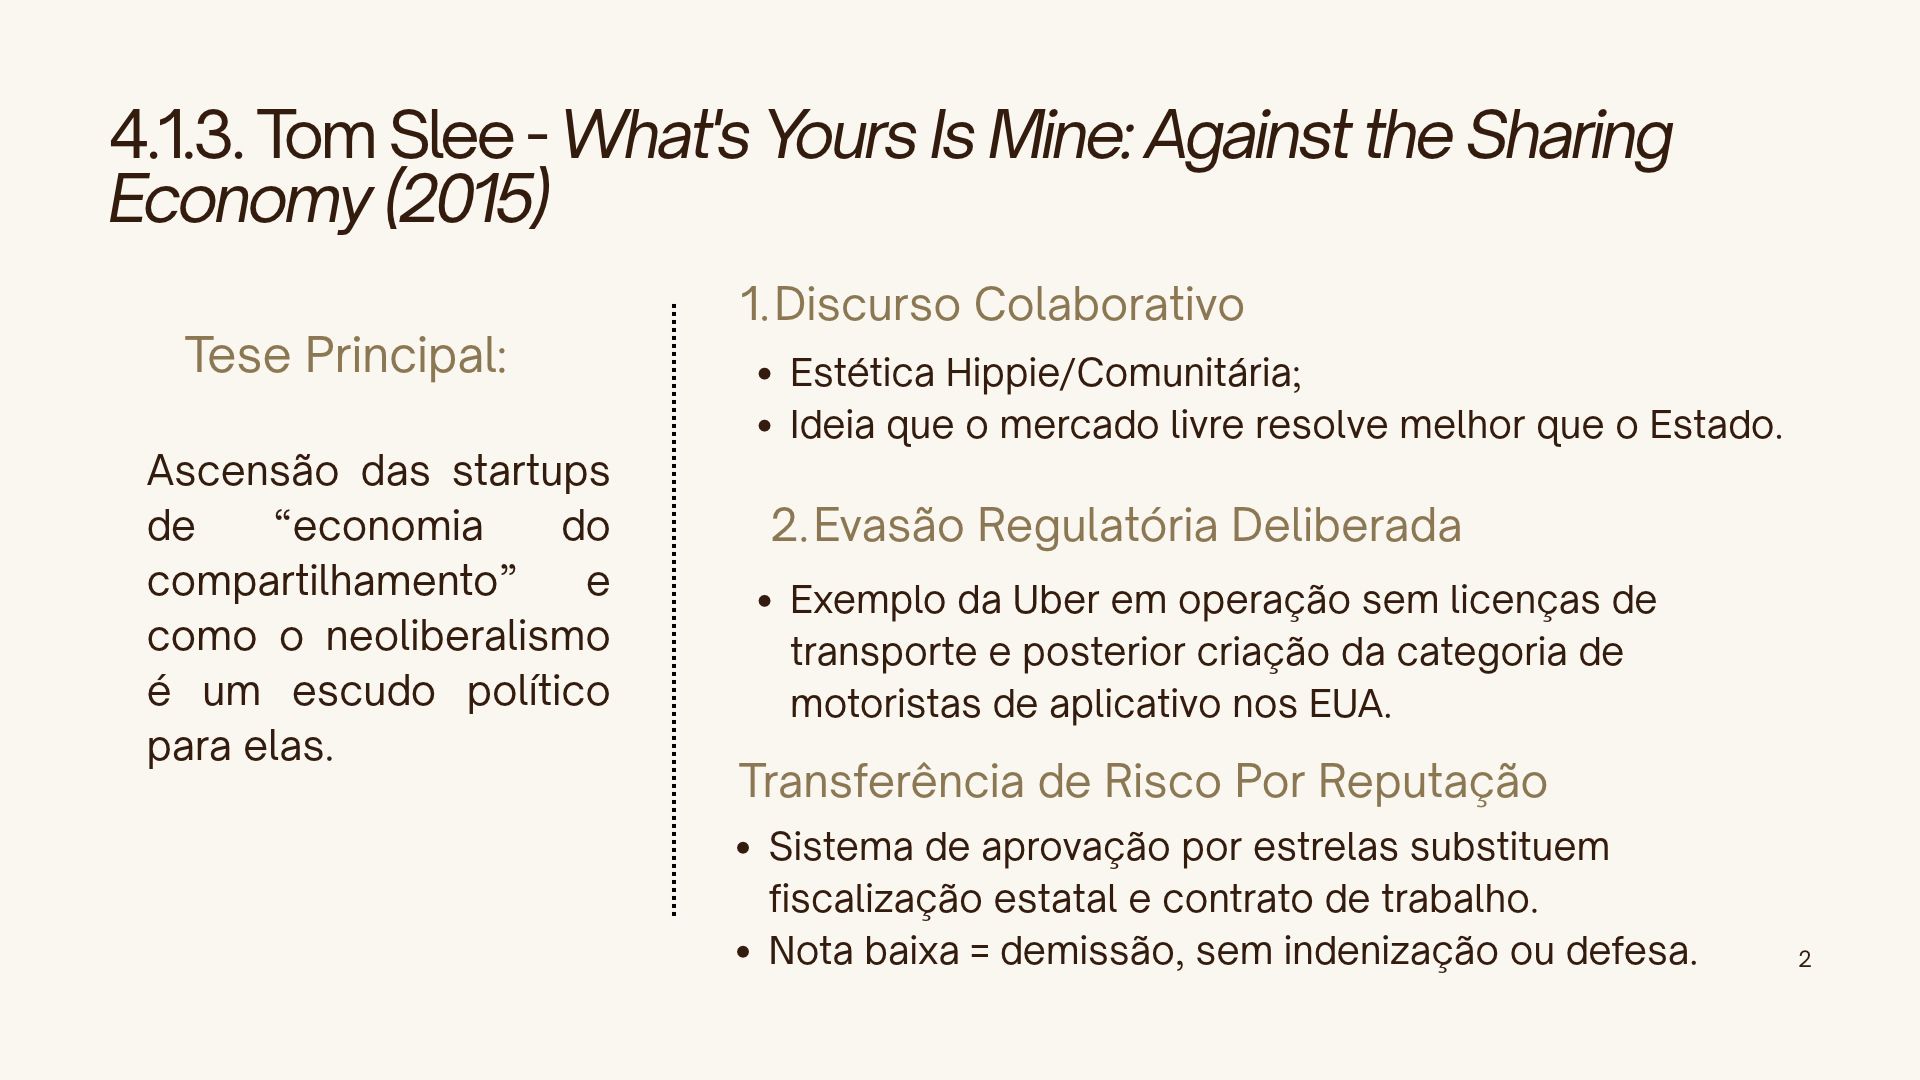 4.1.3. Tom Slee - What's Yours Is Mine: Against the Sharing
Economy (2015)
Tese Principal:
Ascensão das startups
de “economia do
compartilhamento” e
como o neoliberalismo
é um escudo político
para elas.
1. Discurso Colaborativo
• Estética Hippie/Comunitária;
• Ideia que o mercado livre resolve melhor que o Estado.
2. Evasão Regulatória Deliberada
• Exemplo da Uber em operação sem licenças de
transporte e posterior criação da categoria de
motoristas de aplicativo nos EUA.
Transferência de Risco Por Reputação
• Sistema de aprovação por estrelas substituem
fiscalização estatal e contrato de trabalho.
• Nota baixa = demissão, sem indenização ou defesa.
2